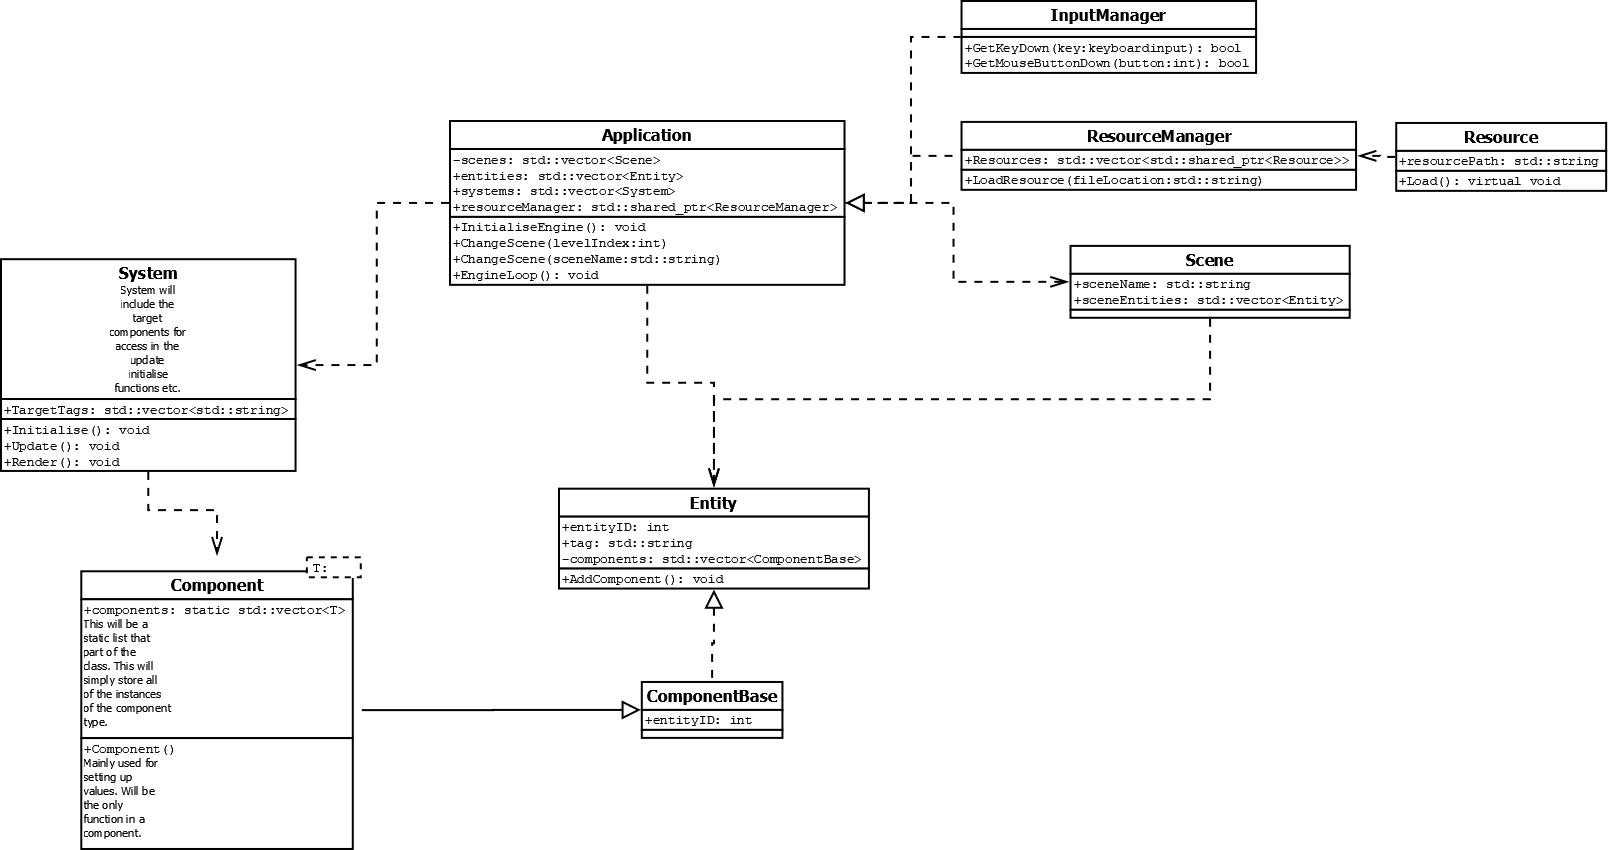 InputManager
+GetKeyDown(key:keyboardinput): bool
+GetMouseButtonDown(button:int): bool
Application
-scenes: std::vector<Scene>
+entities: std::vector<Entity>
+systems: std::vector<System>
+resourceManager: std::shared_ptr<ResourceManager>
+InitialiseEngine(): void
+ChangeScene(levelIndex:int)
+ChangeScene(sceneName:std::string)
+EngineLoop(): void
ResourceManager
+Resources: std::vector<std::shared_ptr<Resource>>
+LoadResource(fileLocation:std::string)
Resource
+resourcePath: std::string
+Load(): virtual void
Scene
+sceneName: std::string
+sceneEntities: std::vector<Entity>
System
System will
include the
target
components for
access in the
update
initialise
functions etc.
+TargetTags: std::vector<std::string>
+Initialise(): void
+Update(): void
+Render(): void
Entity
+entityID: int
+tag: std::string
-components: std::vector<ComponentBase>
+AddComponent(): void
T:
Component
+components: static std::vector<T>
This will be a
static list that
part of the
class. This will
simply store all
of the instances
of the component
type.
+Component()
Mainly used for
setting up
values. Will be
the only
function in a
component.
ComponentBase
+entityID: int